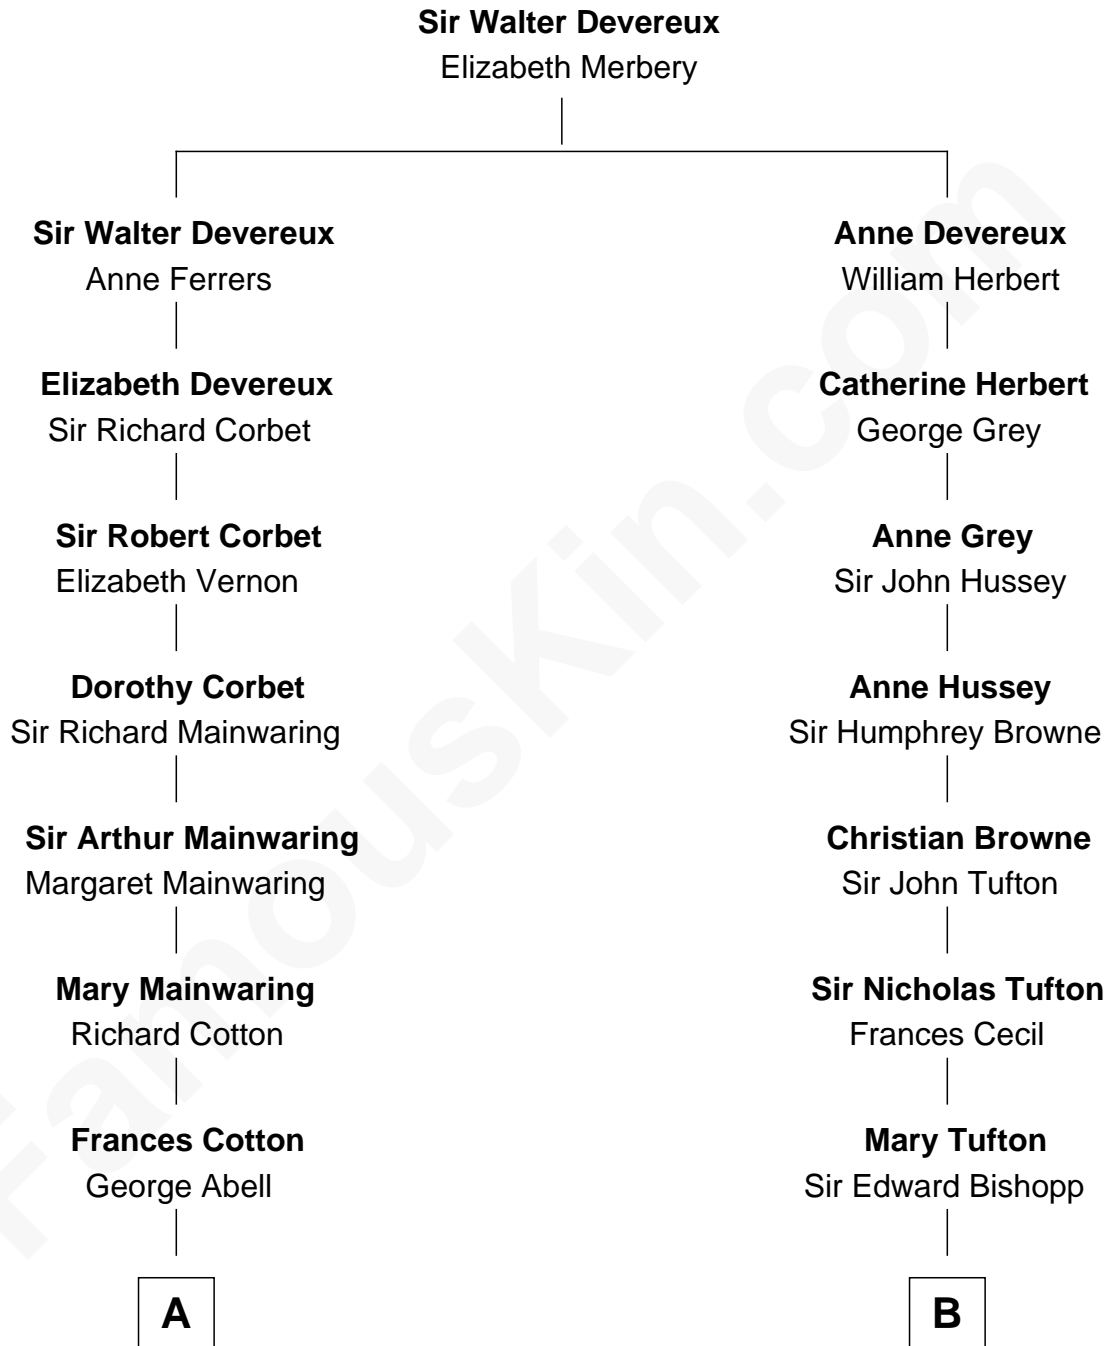 Sir Walter Devereux
Elizabeth Merbery
Sir Walter Devereux
Anne Ferrers
Elizabeth Devereux
Sir Richard Corbet
Sir Robert Corbet
Elizabeth Vernon
Dorothy Corbet
Sir Richard Mainwaring
Sir Arthur Mainwaring
Margaret Mainwaring
Mary Mainwaring
Richard Cotton
Frances Cotton
George Abell
A
Anne Devereux
William Herbert
Catherine Herbert
George Grey
Anne Grey
Sir John Hussey
Anne Hussey
Sir Humphrey Browne
Christian Browne
Sir John Tufton
Sir Nicholas Tufton
Frances Cecil
Mary Tufton
Sir Edward Bishopp
B
FamousKin.com